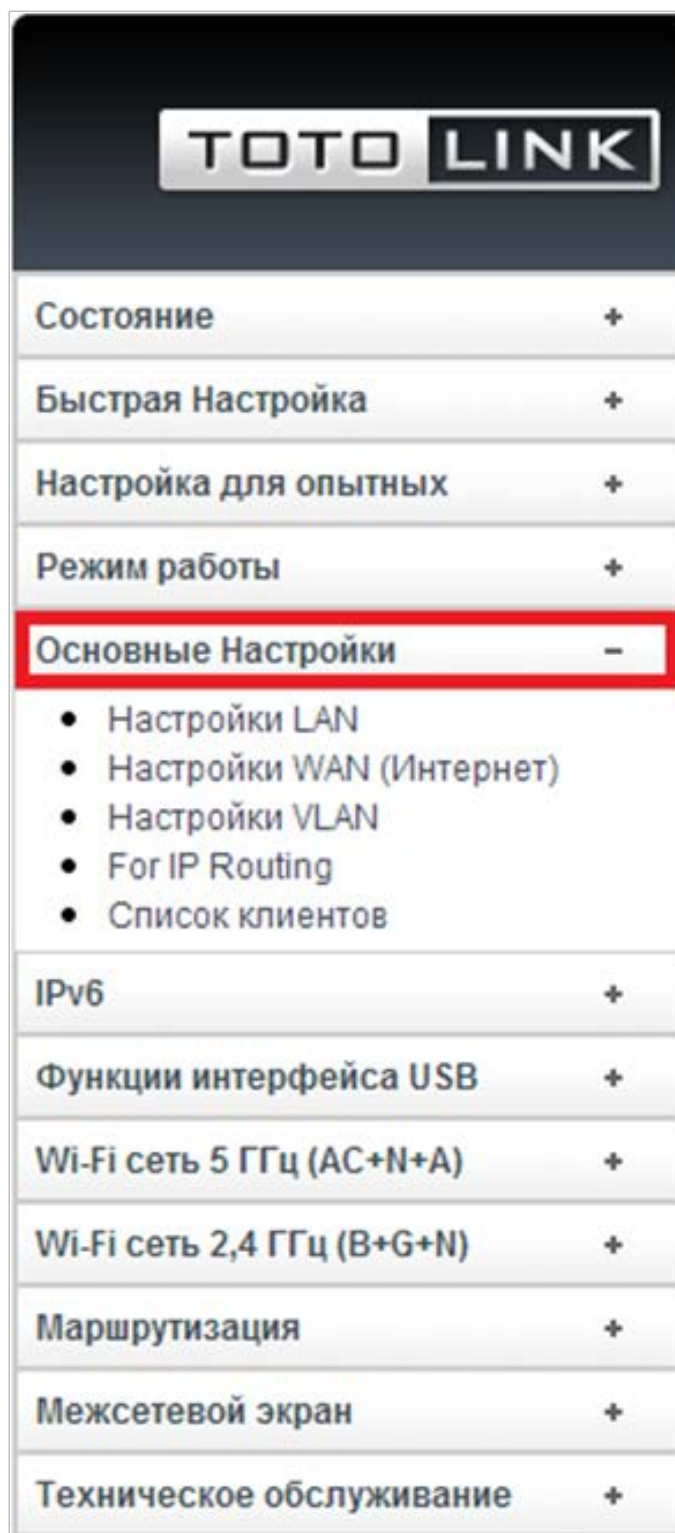 TOTO LINK
Состояние +
Быстрая Настройка +
Настройка для опытных +
Режим работы +
Основные Настройки −
• Настройки LAN
• Настройки WAN (Интернет)
• Настройки VLAN
• For IP Routing
• Список клиентов
IPv6 +
Функции интерфейса USB +
Wi-Fi сеть 5 ГГц (AC+N+A) +
Wi-Fi сеть 2,4 ГГц (B+G+N) +
Маршрутизация +
Межсетевой экран +
Техническое обслуживание +